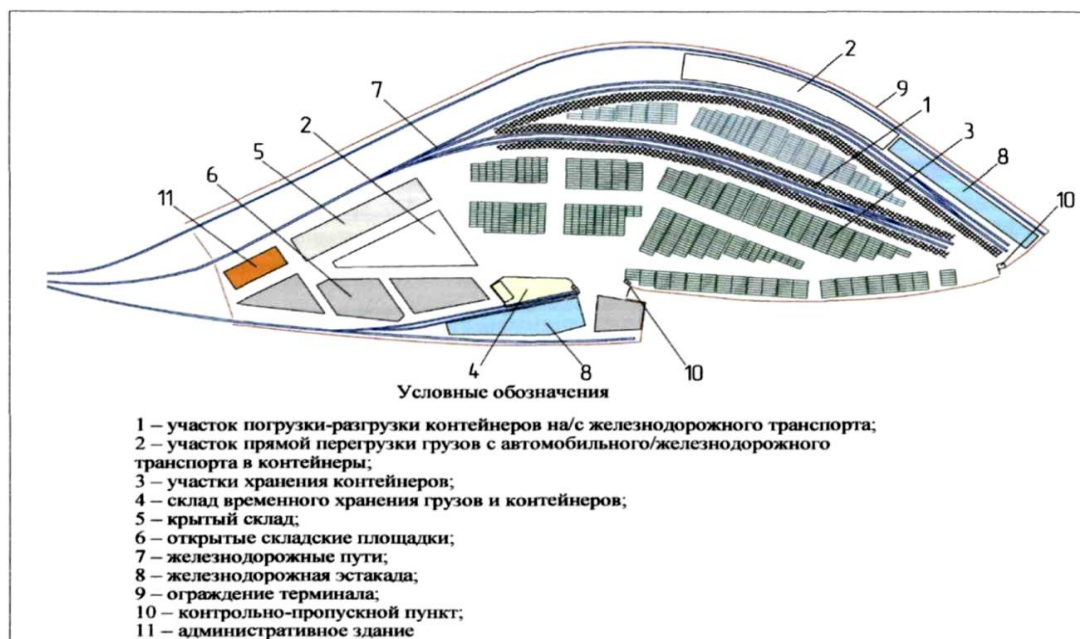 2
9
7
1
2
3
5
8
6
11
10
4
8
10
Условные обозначения
1 – участок погрузки-разгрузки контейнеров на/с железнодорожного транспорта;
2 – участок прямой перегрузки грузов с автомобильного/железнодорожного
транспорта в контейнеры;
3 – участки хранения контейнеров;
4 – склад временного хранения грузов и контейнеров;
5 – крытый склад;
6 – открытые складские площадки;
7 – железнодорожные пути;
8 – железнодорожная эстакада;
9 – ограждение терминала;
10 – контрольно-пропускной пункт;
11 – административное здание